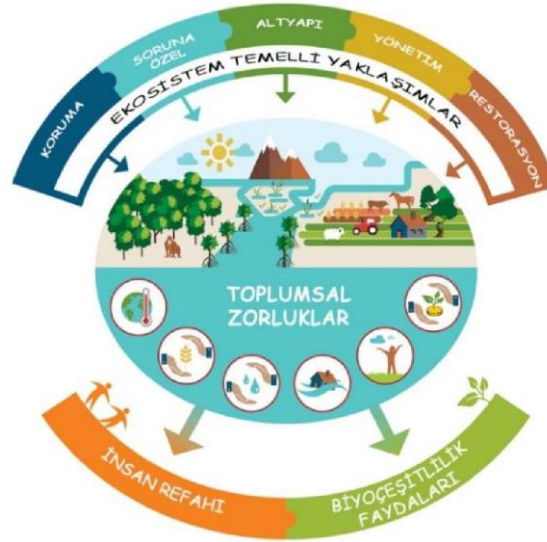 KORUMA
SORUNA
ÖZEL
ALTYAPI
YÖNETİM
RESTORASYON
EKOSİSTEM TEMELLİ YAKLAŞIMLAR
TOPLUMSAL
ZORLUKLAR
İNSAN REFAHI
BİYOÇEŞİTLİLİK
FAYDALARI